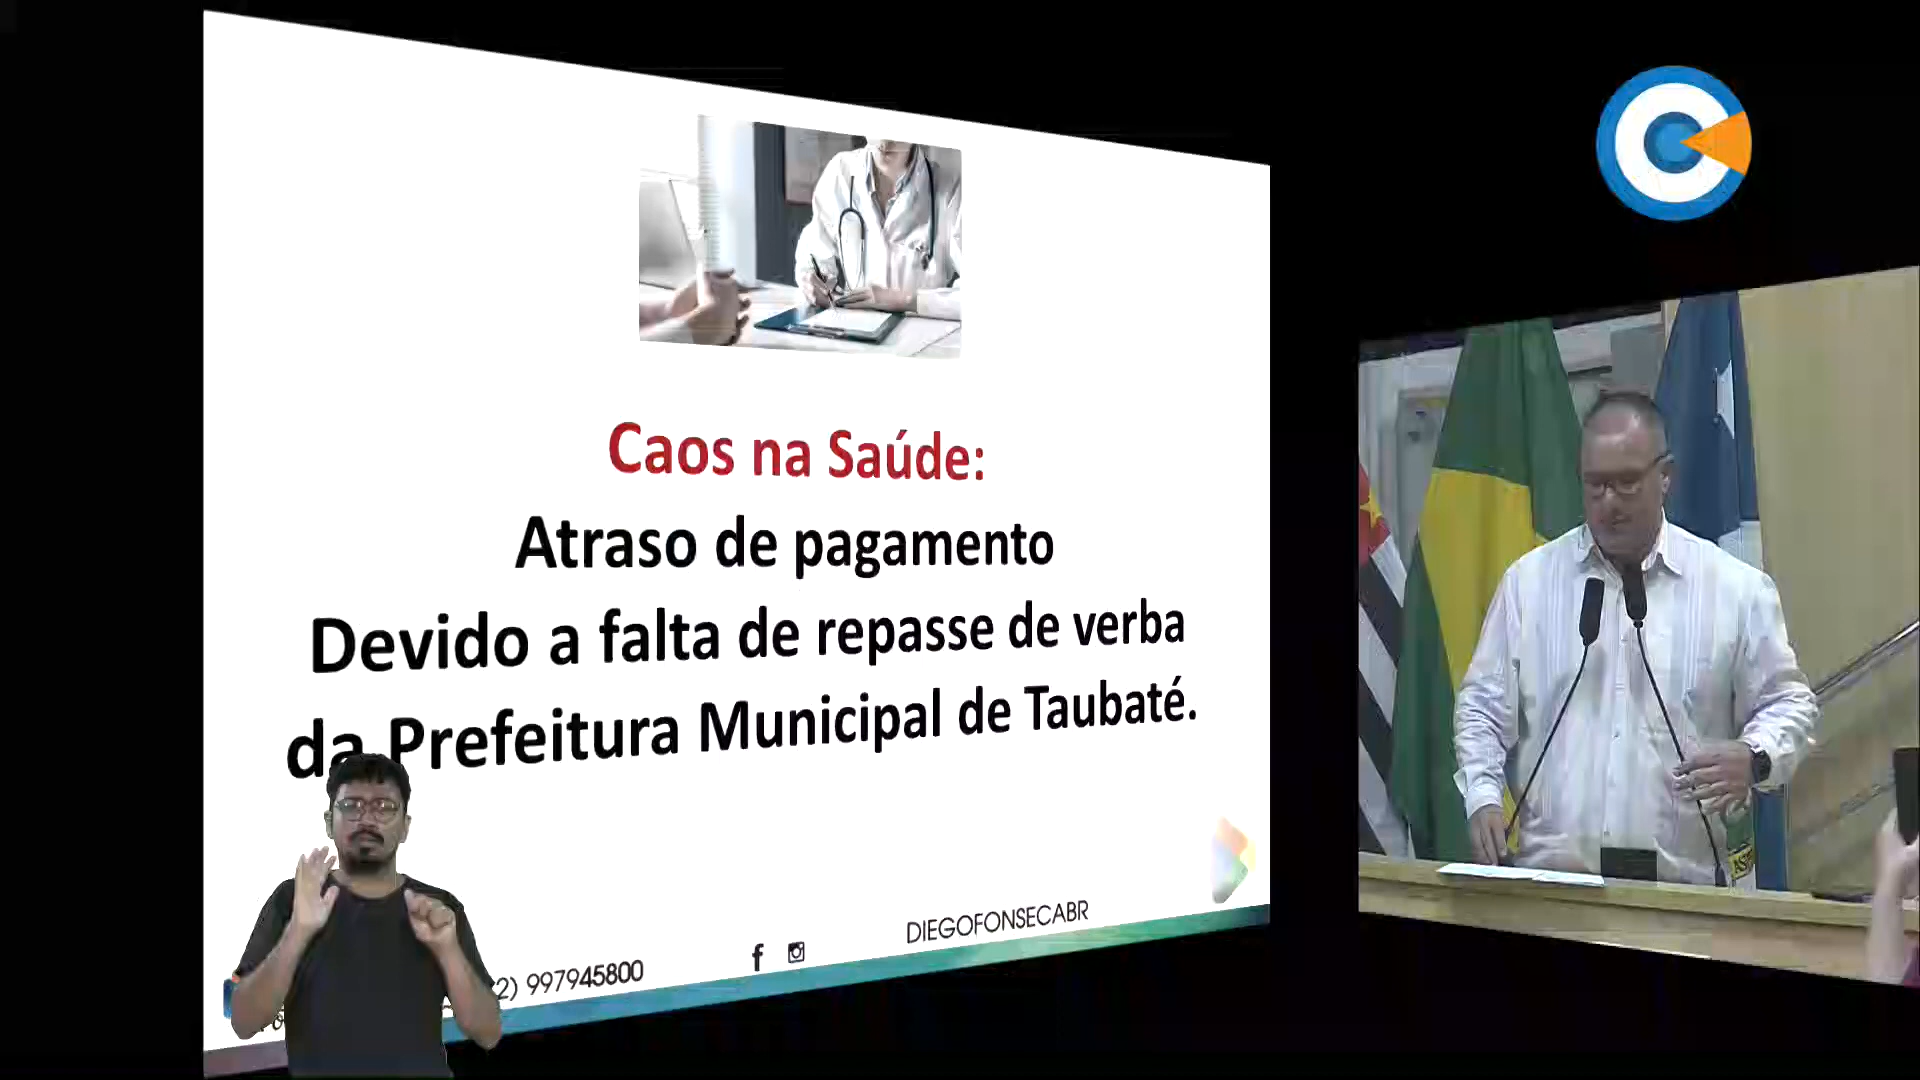 Caos na Saúde:
Atraso de pagamento
Devido a falta de repasse de verba
da Prefeitura Municipal de Taubaté.
2) 997945800
DIEGOFONSECABR